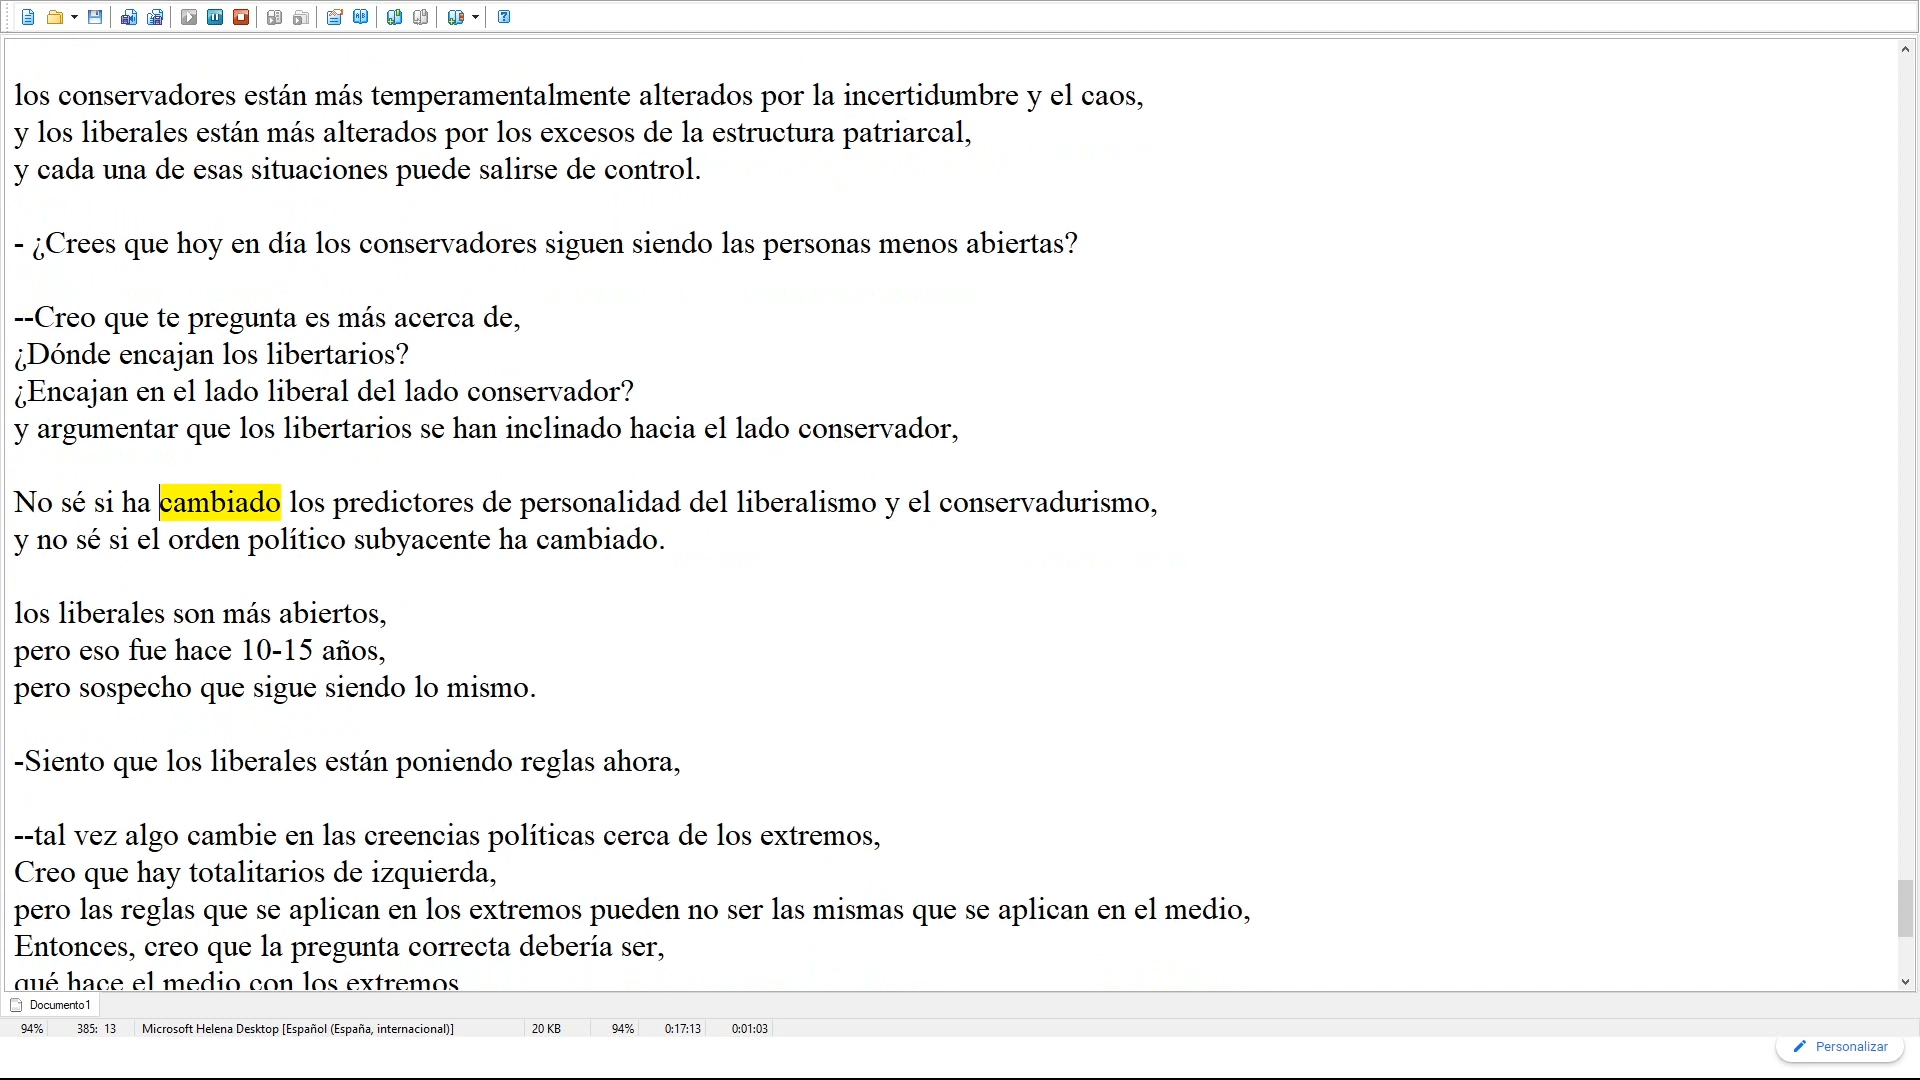 los conservadores están más temperamentalmente alterados por la incertidumbre y el caos,
y los liberales están más alterados por los excesos de la estructura patriarcal,
y cada una de esas situaciones puede salirse de control.
- ¿Crees que hoy en día los conservadores siguen siendo las personas menos abiertas?
--Creo que te pregunta es más acerca de,
¿Dónde encajan los libertarios?
¿Encajan en el lado liberal del lado conservador?
y argumentar que los libertarios se han inclinado hacia el lado conservador,
No sé si ha cambiado los predictores de personalidad del liberalismo y el conservadurismo,
y no sé si el orden político subyacente ha cambiado.
los liberales son más abiertos,
pero eso fue hace 10-15 años,
pero sospecho que sigue siendo lo mismo.
-Siento que los liberales están poniendo reglas ahora,
--tal vez algo cambie en las creencias políticas cerca de los extremos,
Creo que hay totalitarios de izquierda,
pero las reglas que se aplican en los extremos pueden no ser las mismas que se aplican en el medio,
Entonces, creo que la pregunta correcta debería ser,
qué hace el medio con los extremos
Documento1
94% 385: 13 Microsoft Helena Desktop [Español (España, internacional)] 20 KB 94% 0:17:13 0:01:03
Personalizar